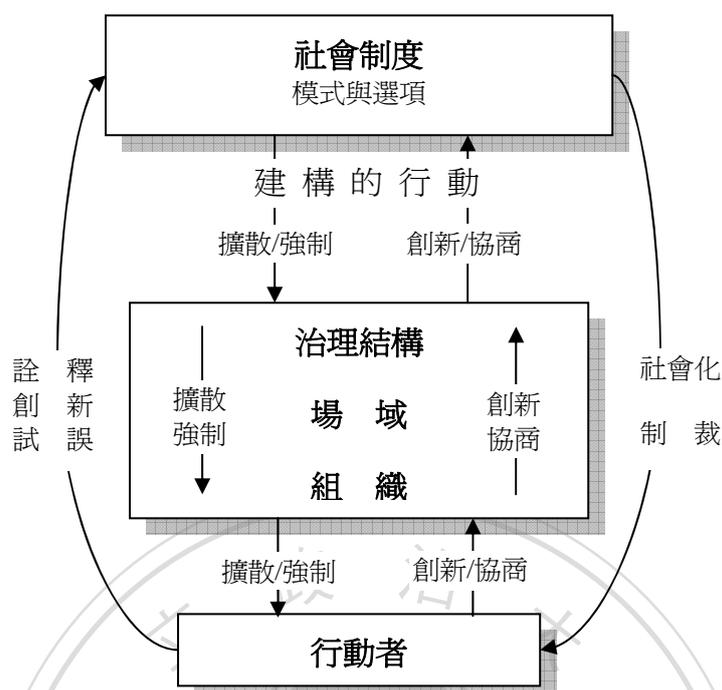 社會制度
模式與選項
建構的行動
擴散/強制
創新/協商
治理結構
場域
組織
擴散
強制
創新
協商
詮釋
創新
試誤
社會化
制裁
擴散/強制
創新/協商
行動者
政治